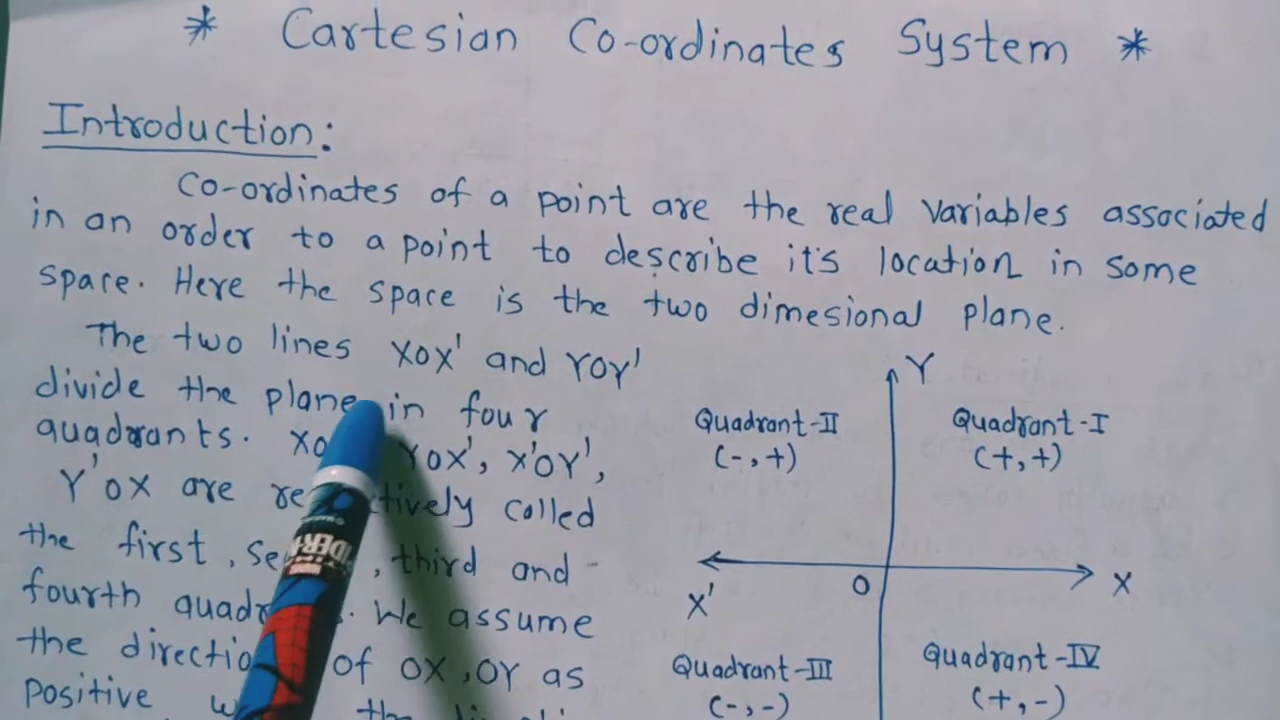 * Cartesian Co-ordinates System *
Introduction:
Co-ordinates of a point are the real variables associated
in an order to a point to describe it's location in some
space. Here the space is the two dimesional plane.
The two lines XOX' and YOY'
divide the plane in four
quadrants. XO YOX', X'OY',
Y'OX are re ctively called
the first, se , third and
fourth quadr . We assume
the directio of OX, OY as
positive w the
Y
Quadrant-II
(-,+)
Quadrant-I
(+,+)
X'
O
X
Quadrant-III
(-,-)
Quadrant-IV
(+,-)